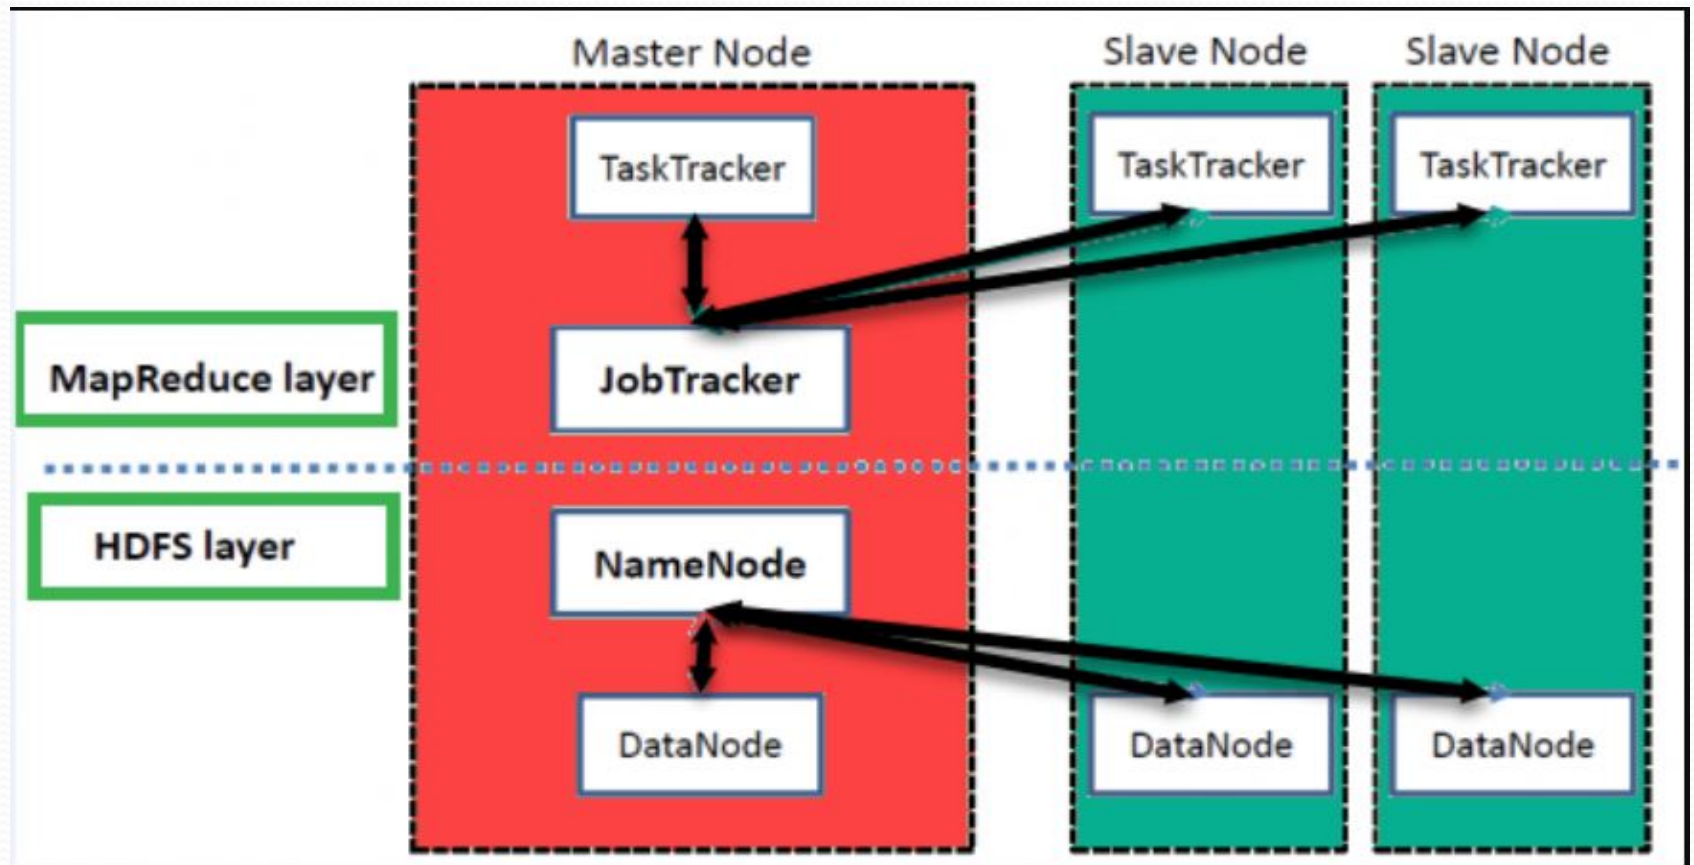 Master Node
Slave Node
Slave Node
TaskTracker
TaskTracker
TaskTracker
MapReduce layer
JobTracker
HDFS layer
NameNode
DataNode
DataNode
DataNode